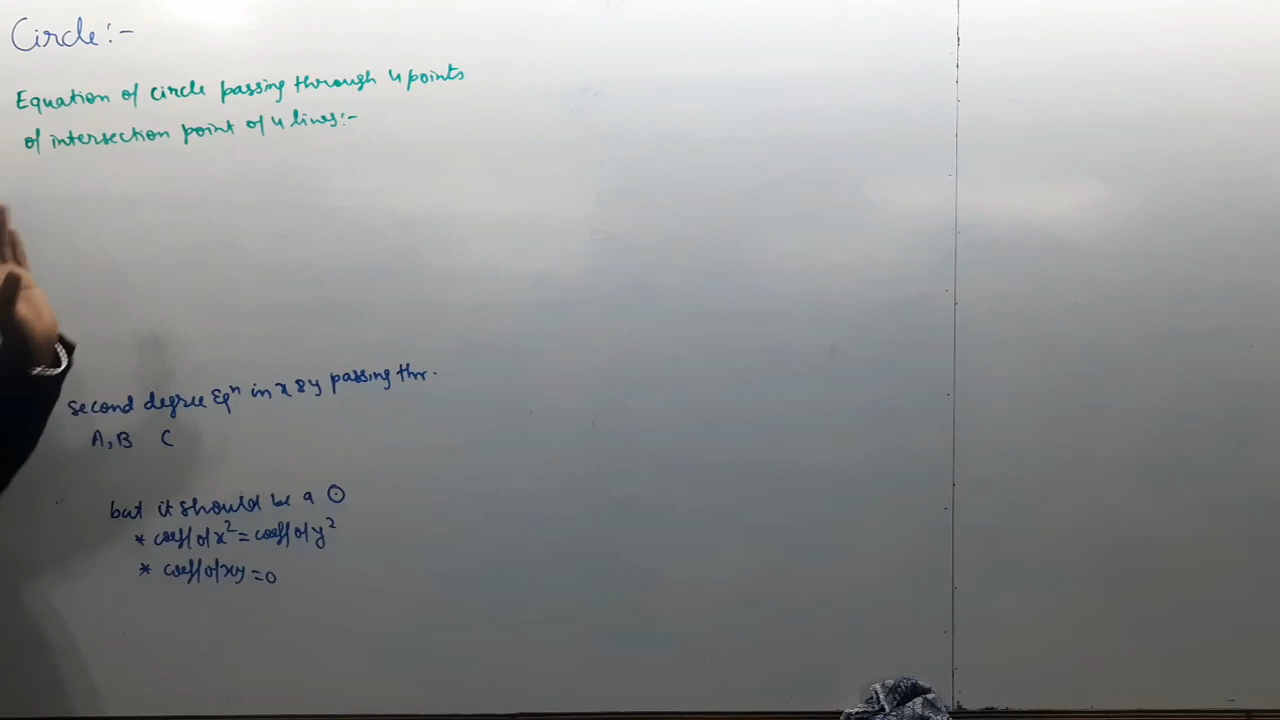 Circle:-
Equation of circle passing through 4 points
of intersection point of 4 lines:-
second degree Eqⁿ in x & y passing thr.
A, B C
but it should be a ⊙
* coeff of x² = coeff of y²
* coeff of xy = 0